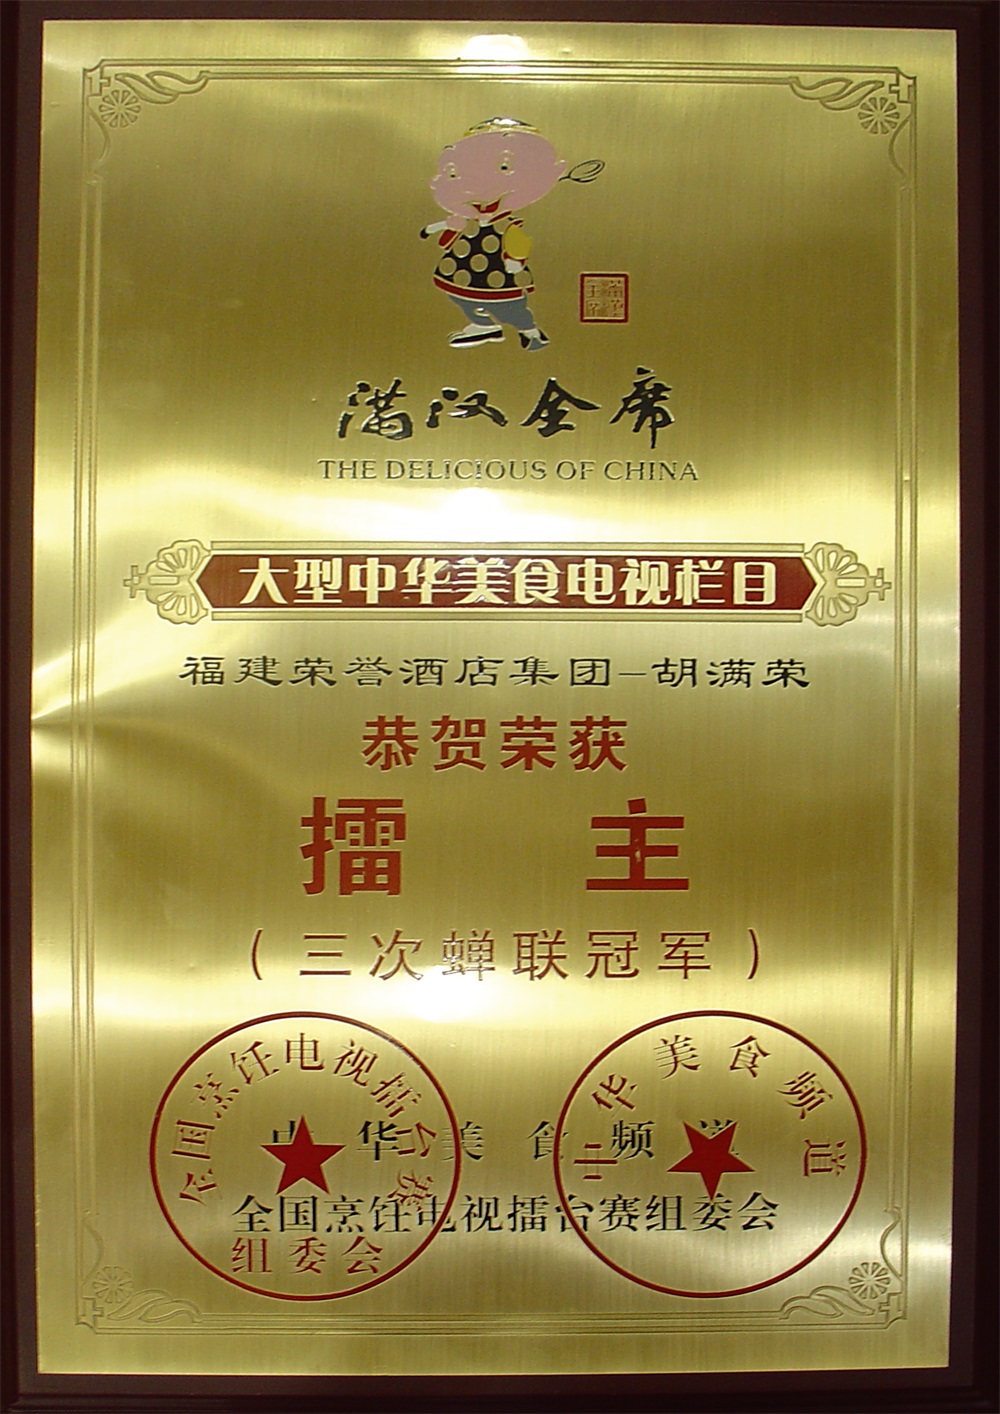 满汉全席
THE DELICIOUS OF CHINA
大型中华美食电视栏目
福建荣誉酒店集团-胡满荣
恭贺荣获
擂主
(三次蝉联冠军)
中华美食频道
全国烹饪电视擂台赛组委会
全国烹饪电视擂台赛
组委会
中华美食频道